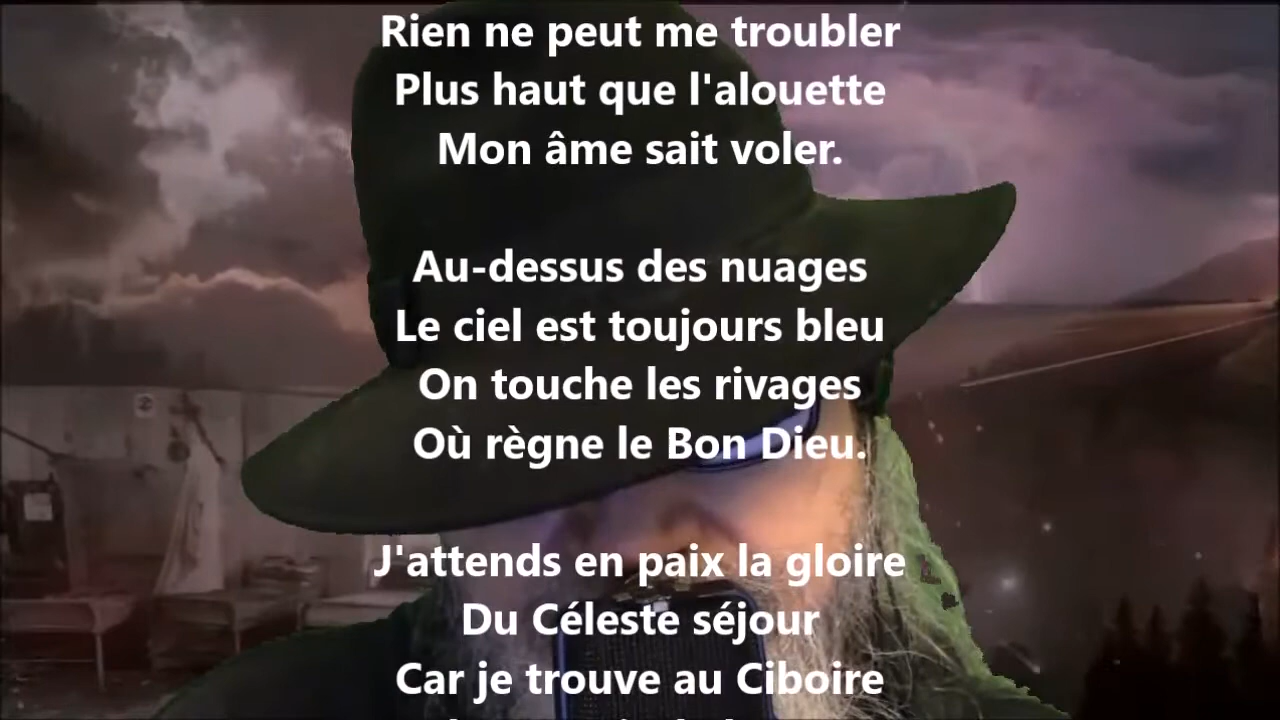 Rien ne peut me troubler
Plus haut que l'alouette
Mon âme sait voler.
Au-dessus des nuages
Le ciel est toujours bleu
On touche les rivages
Où règne le Bon Dieu.
J'attends en paix la gloire
Du Céleste séjour
Car je trouve au Ciboire